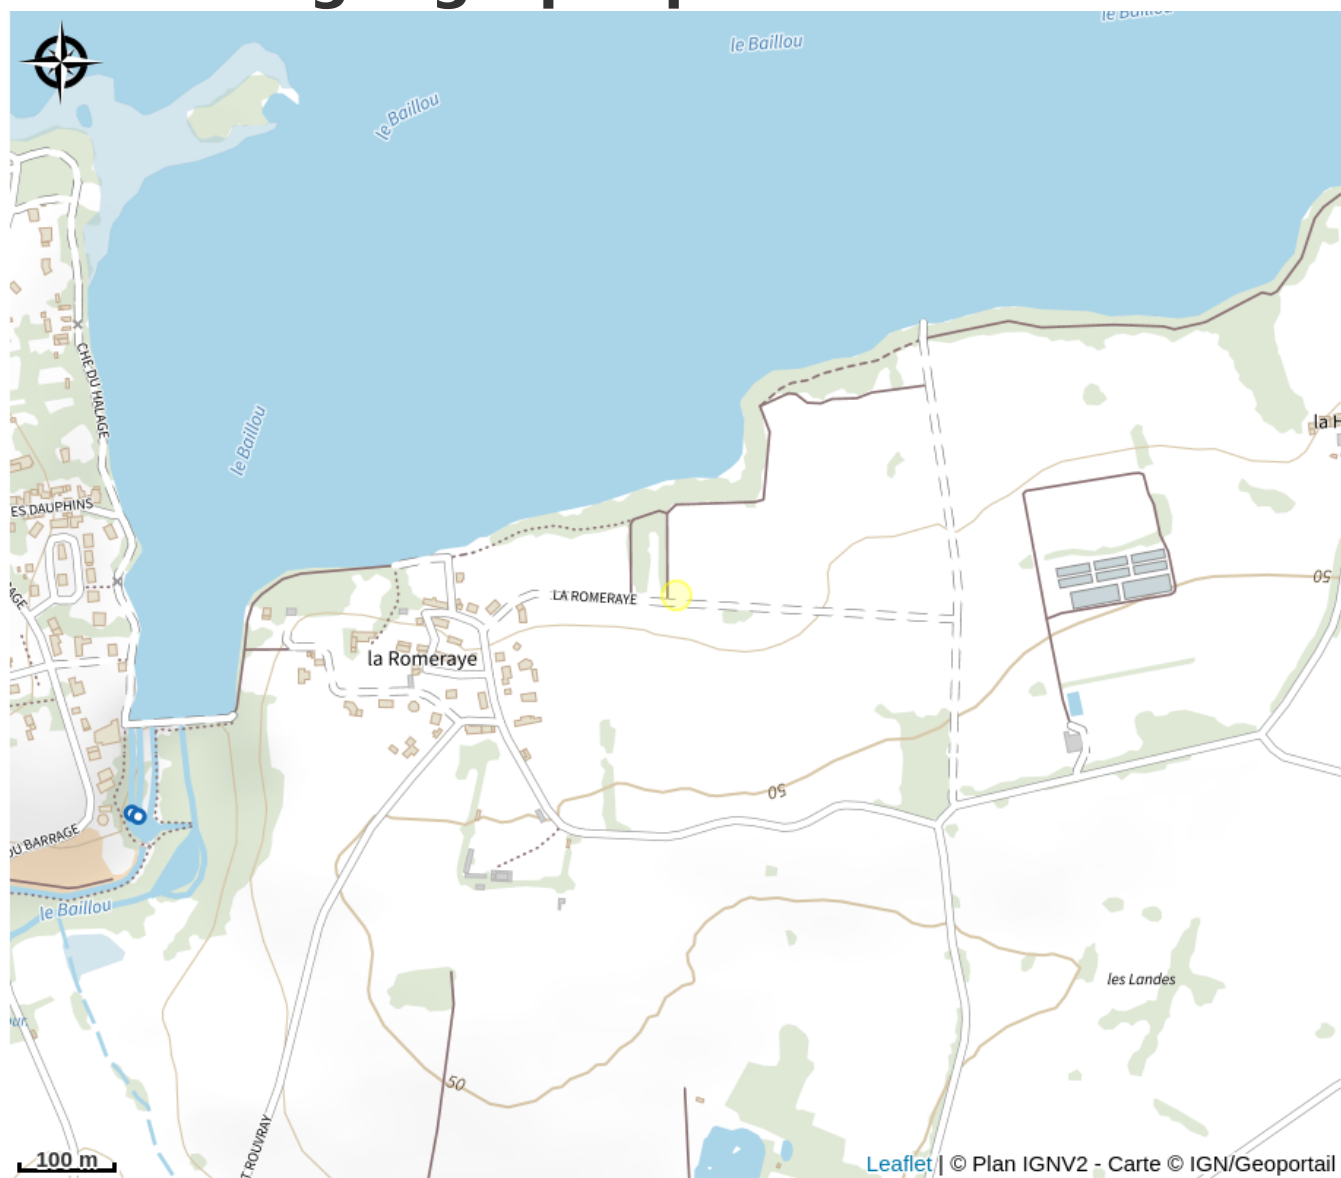 le Baillou
le Baillou
le Baillou
CHE DU HALAGE
le Baillou
la H
ES DAUPHINS
50
LA ROMERAYE
la Romeraye
50
DU BARRAGE
le Baillou
les Landes
50
T ROUVRAY
100 m
Leaflet | © Plan IGNV2 - Carte © IGN/Geoportail